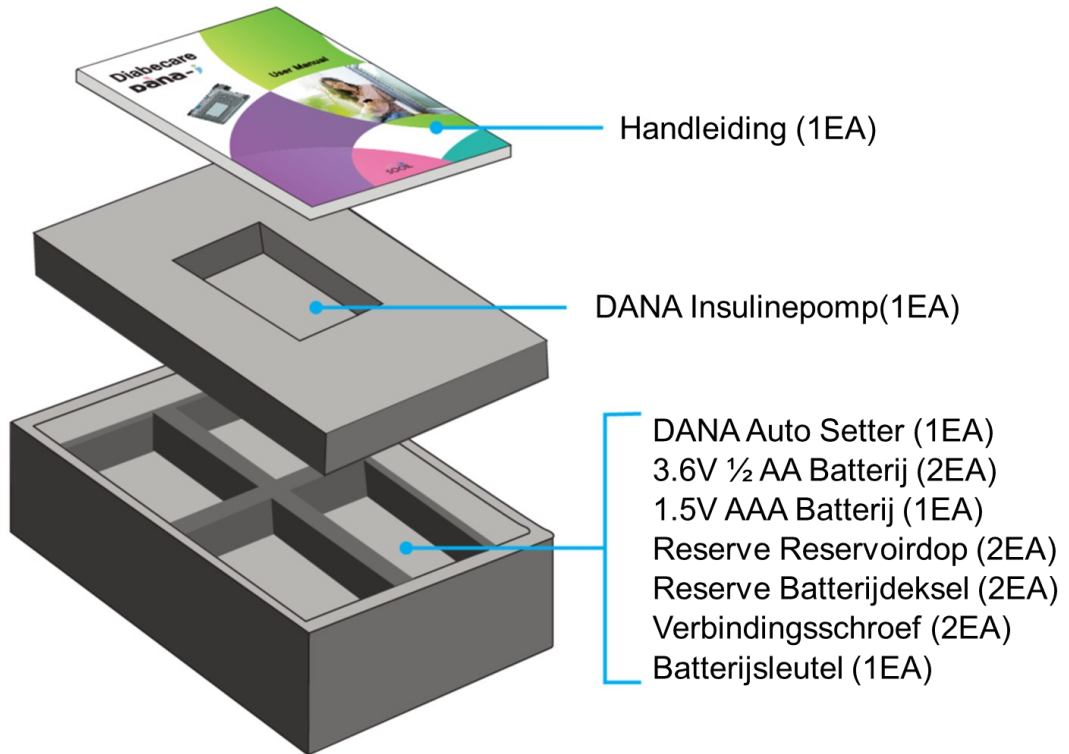 Diabecare
DANA-i
User Manual
SOOIL
Handleiding (1EA)
DANA Insulinepomp(1EA)
DANA Auto Setter (1EA)
3.6V ½ AA Batterij (2EA)
1.5V AAA Batterij (1EA)
Reserve Reservoirdop (2EA)
Reserve Batterijdeksel (2EA)
Verbindingsschroef (2EA)
Batterijsleutel (1EA)